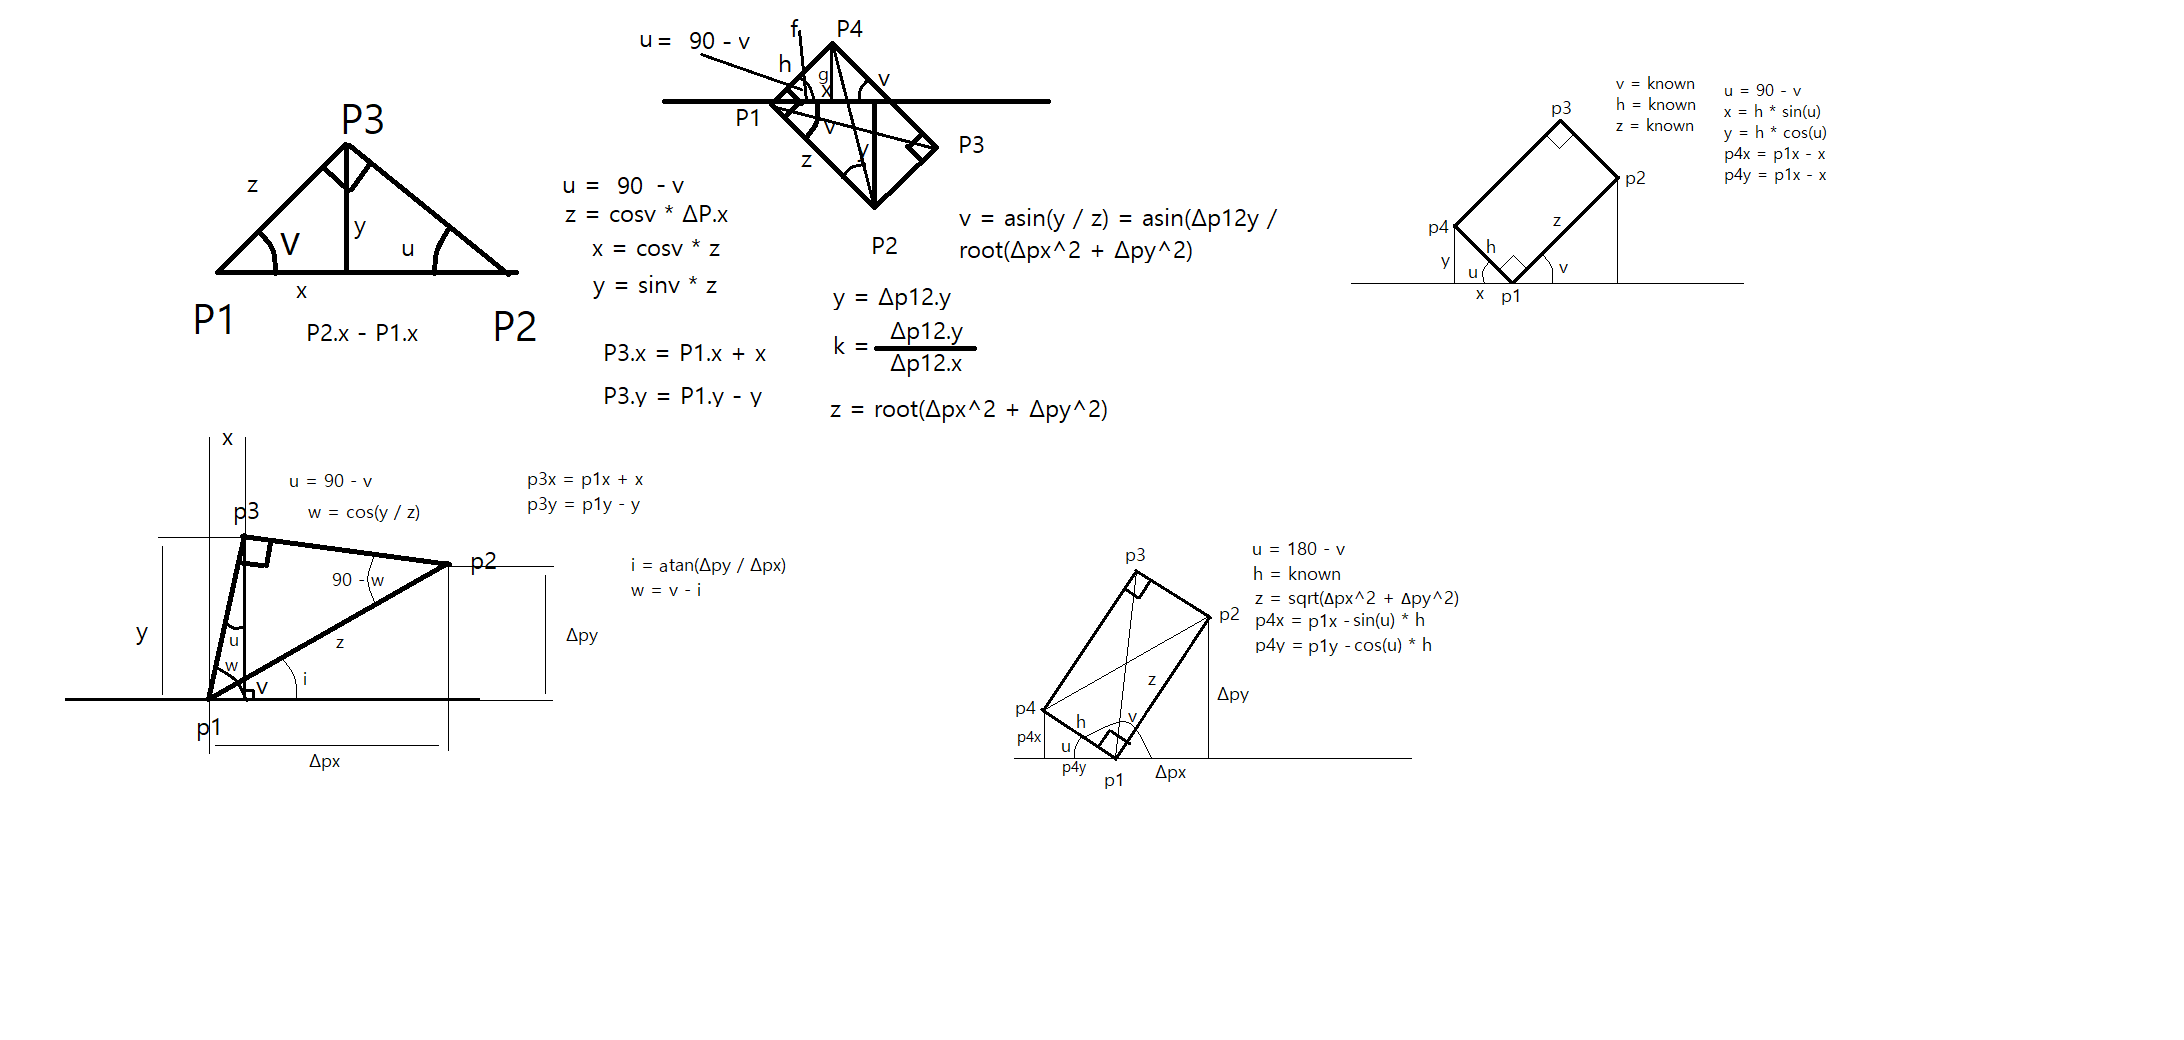 P3
z
V
y
u
x
P1
P2.x - P1.x
P2
u = 90 - v
z = cosv * ΔP.x
x = cosv * z
y = sinv * z
P3.x = P1.x + x
P3.y = P1.y - y
u = 90 - v
f
P4
h
g
x
v
P1
v
y
z
P3
P2
v = asin(y / z) = asin(Δp12y /
root(Δpx^2 + Δpy^2)
y = Δp12.y
k = Δp12.y
Δp12.x
z = root(Δpx^2 + Δpy^2)
p3
p2
z
p4
h
y
u
v
x
p1
v = known
h = known
z = known
u = 90 - v
x = h * sin(u)
y = h * cos(u)
p4x = p1x - x
p4y = p1x - x
x
u = 90 - v
w = cos(y / z)
p3
p2
90 - w
y
u
z
w
v
i
p1
Δpy
Δpx
p3x = p1x + x
p3y = p1y - y
i = atan(Δpy / Δpx)
w = v - i
p3
p2
z
Δpy
p4
h
v
p4x
u
p4y
p1
Δpx
u = 180 - v
h = known
z = sqrt(Δpx^2 + Δpy^2)
p4x = p1x - sin(u) * h
p4y = p1y - cos(u) * h